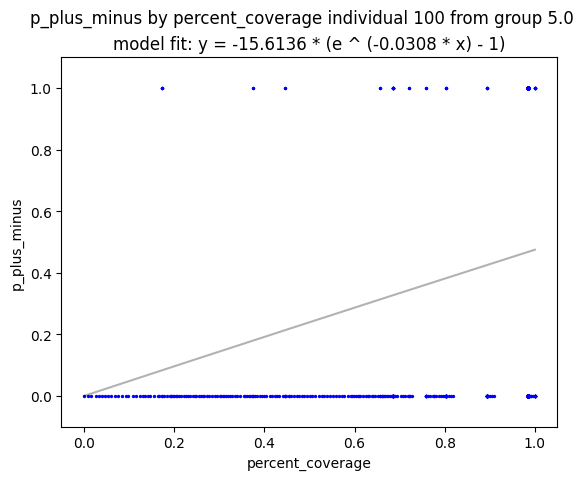 p_plus_minus by percent_coverage individual 100 from group 5.0
model fit: y = -15.6136 * (e ^ (-0.0308 * x) - 1)
1.0
0.8
0.6
0.4
0.2
0.0
p_plus_minus
0.0 0.2 0.4 0.6 0.8 1.0
percent_coverage